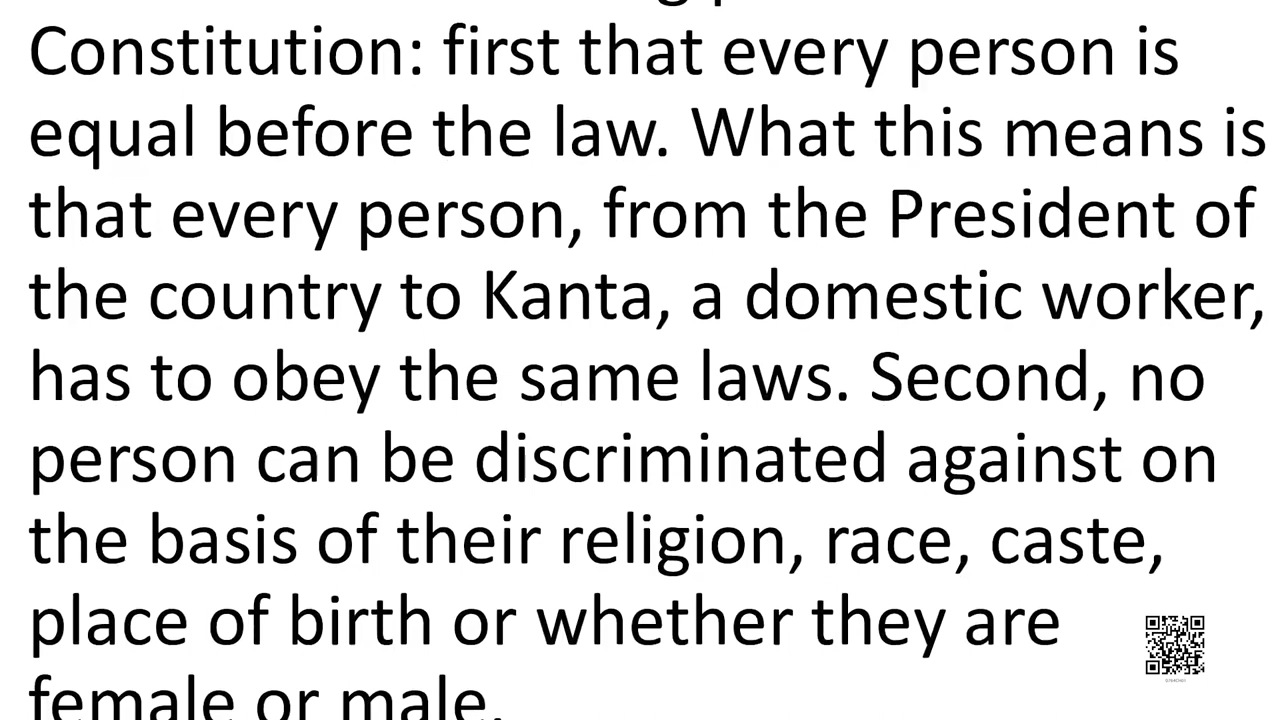 Constitution: first that every person is
equal before the law. What this means is
that every person, from the President of
the country to Kanta, a domestic worker,
has to obey the same laws. Second, no
person can be discriminated against on
the basis of their religion, race, caste,
place of birth or whether they are
female or male.